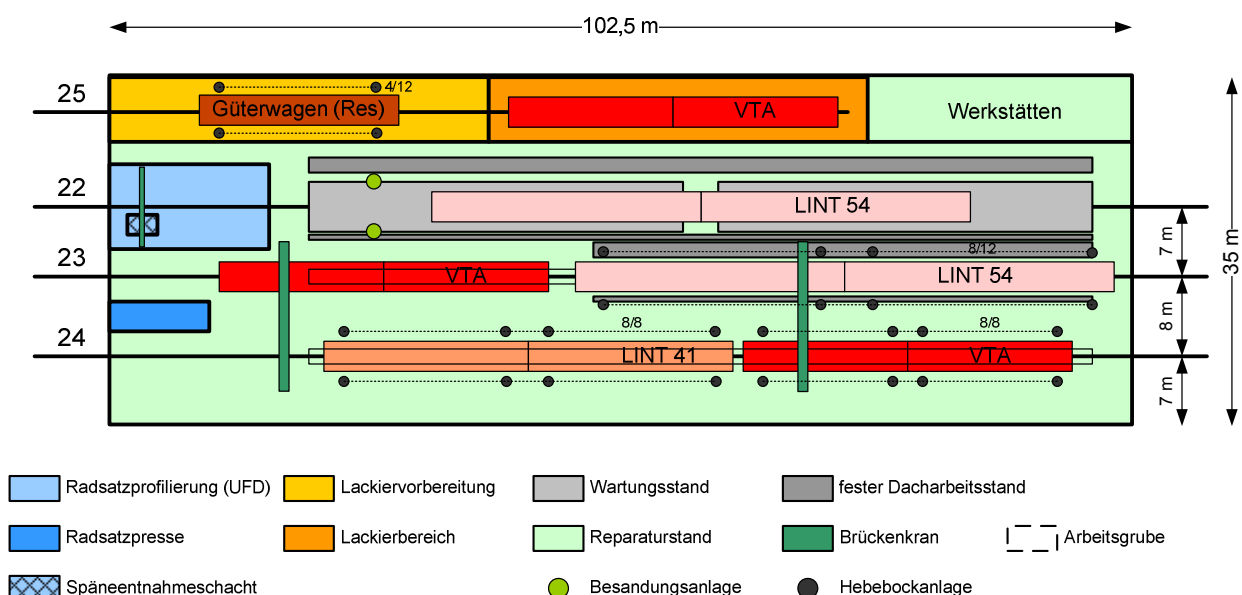 102,5 m
25
4/12
Güterwagen (Res)
VTA
Werkstätten
22
LINT 54
7 m
35 m
23
8/12
VTA
LINT 54
8 m
8/8
8/8
24
LINT 41
VTA
7 m
Radsatzprofilierung (UFD)
Lackiervorbereitung
Wartungsstand
fester Dacharbeitsstand
Radsatzpresse
Lackierbereich
Reparaturstand
Brückenkran
Arbeitsgrube
Späneentnahmeschacht
Besandungsanlage
Hebebockanlage